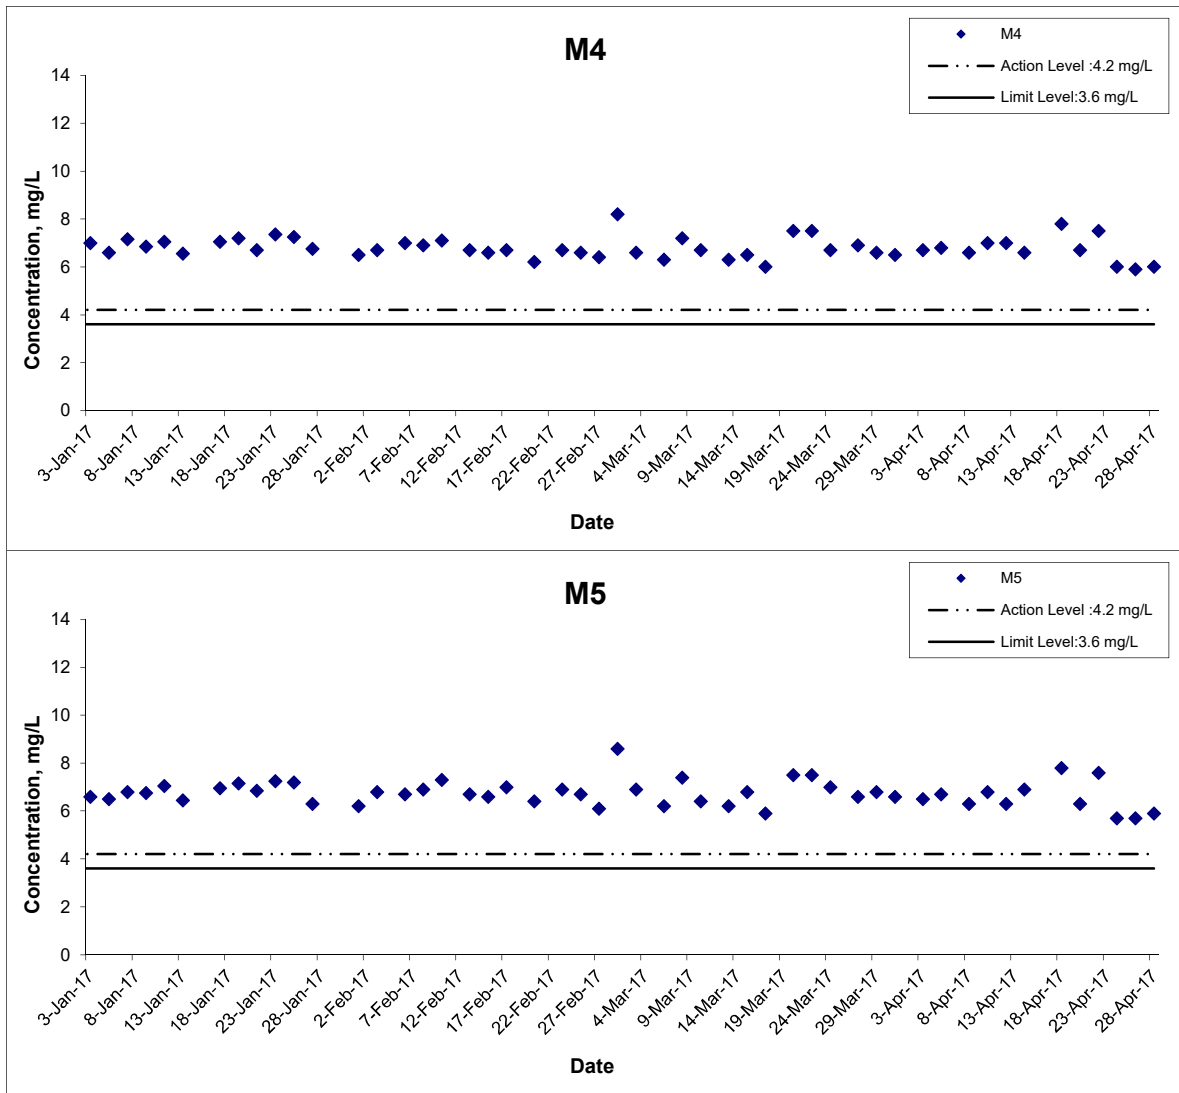 M4
M4
Action Level :4.2 mg/L
Limit Level:3.6 mg/L
Concentration, mg/L
14
12
10
8
6
4
2
0
3-Jan-17
8-Jan-17
13-Jan-17
18-Jan-17
23-Jan-17
28-Jan-17
2-Feb-17
7-Feb-17
12-Feb-17
17-Feb-17
22-Feb-17
27-Feb-17
4-Mar-17
9-Mar-17
14-Mar-17
19-Mar-17
24-Mar-17
29-Mar-17
3-Apr-17
8-Apr-17
13-Apr-17
18-Apr-17
23-Apr-17
28-Apr-17
Date
M5
M5
Action Level :4.2 mg/L
Limit Level:3.6 mg/L
Concentration, mg/L
14
12
10
8
6
4
2
0
3-Jan-17
8-Jan-17
13-Jan-17
18-Jan-17
23-Jan-17
28-Jan-17
2-Feb-17
7-Feb-17
12-Feb-17
17-Feb-17
22-Feb-17
27-Feb-17
4-Mar-17
9-Mar-17
14-Mar-17
19-Mar-17
24-Mar-17
29-Mar-17
3-Apr-17
8-Apr-17
13-Apr-17
18-Apr-17
23-Apr-17
28-Apr-17
Date